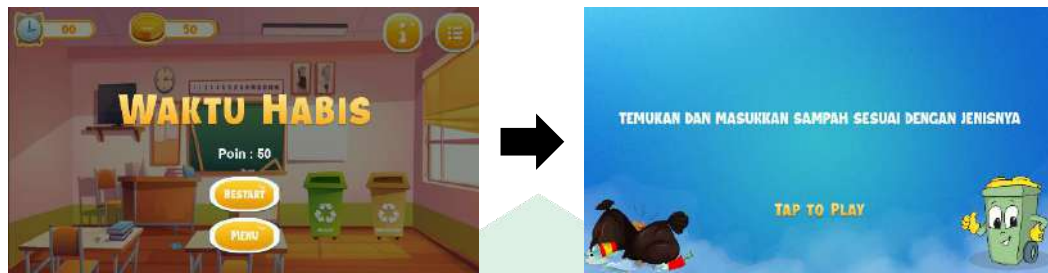 00
50
WAKTU HABIS
Poin : 50
RESTART
MENU
TEMUKAN DAN MASUKKAN SAMPAH SESUAI DENGAN JENISNYA
TAP TO PLAY